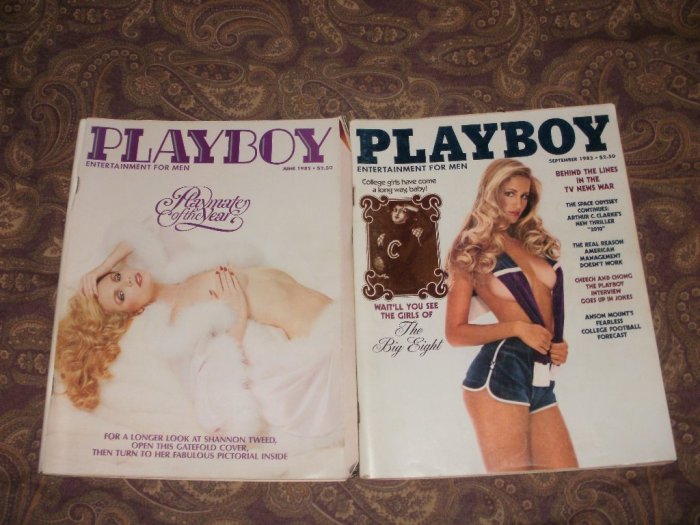 PLAYBOY
ENTERTAINMENT FOR MEN
JUNE 1982 • $2.50
Playmate
of the Year
FOR A LONGER LOOK AT SHANNON TWEED,
OPEN THIS GATEFOLD COVER,
THEN TURN TO HER FABULOUS PICTORIAL INSIDE
PLAYBOY
ENTERTAINMENT FOR MEN
SEPTEMBER 1982 • $2.50
College girls have come
a long way, baby!
C
WAIT'LL YOU SEE
THE GIRLS OF
The
Big Eight
BEHIND THE LINES
IN THE
TV NEWS WAR
THE SPACE ODYSSEY
CONTINUES:
ARTHUR C. CLARKE'S
NEW THRILLER
"2010"
THE REAL REASON
AMERICAN
MANAGEMENT
DOESN'T WORK
CHEECH AND CHONG:
THE PLAYBOY
INTERVIEW
GOES UP IN JOKES
ANSON MOUNT'S
FEARLESS
COLLEGE FOOTBALL
FORECAST